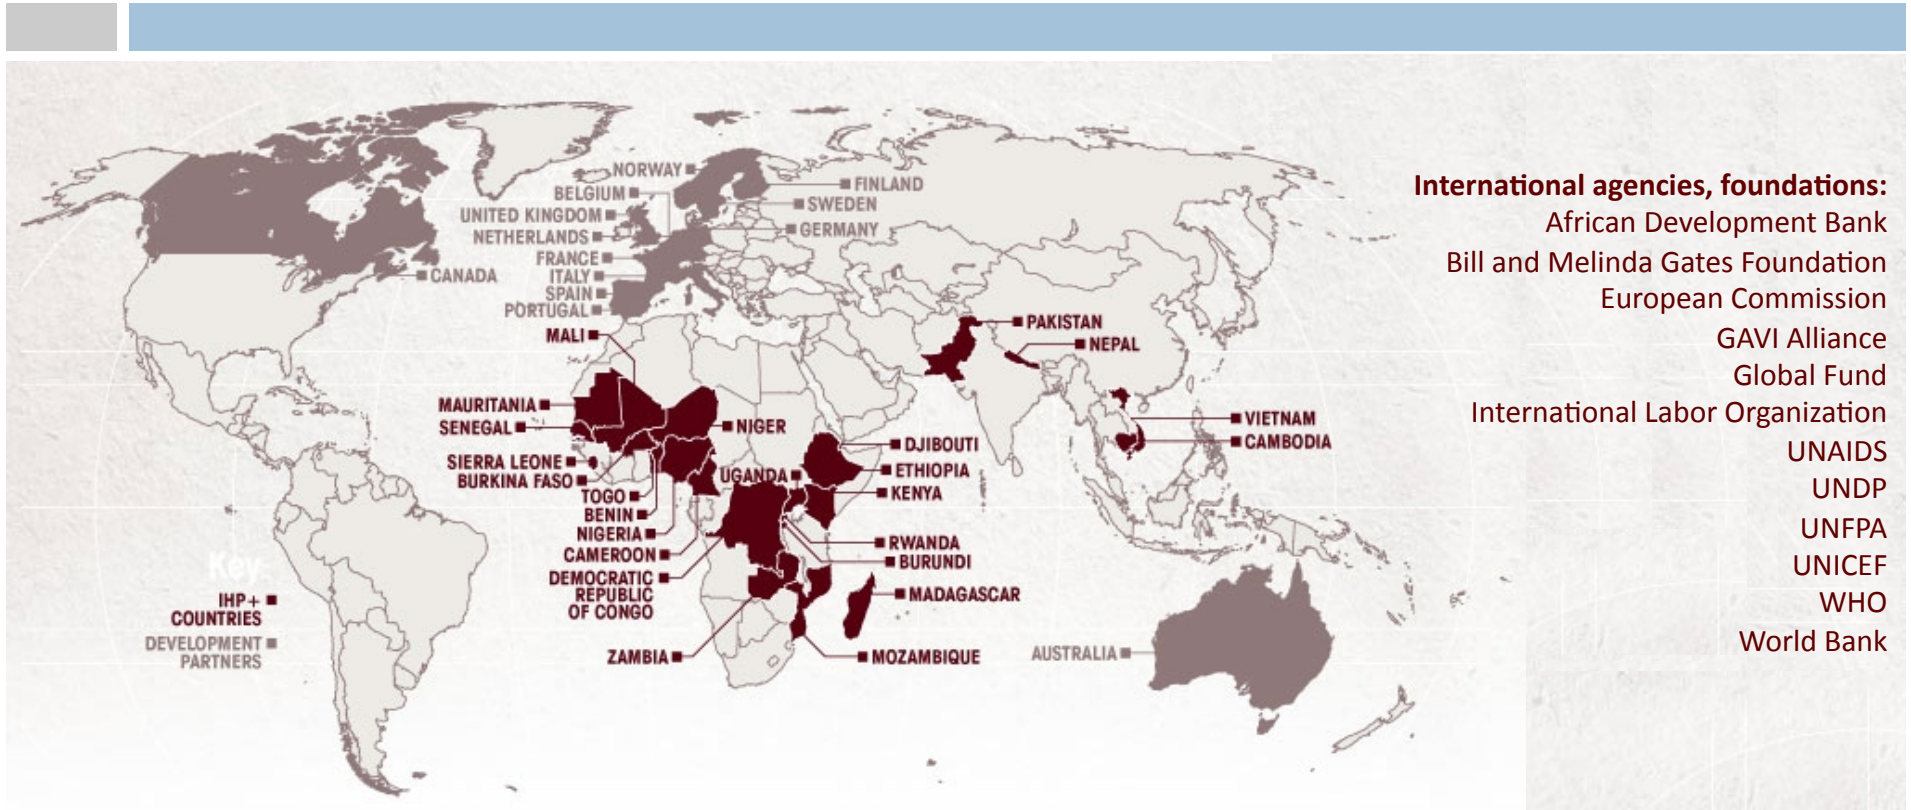 NORWAY
BELGIUM
UNITED KINGDOM
NETHERLANDS
FRANCE
ITALY
SPAIN
PORTUGAL
FINLAND
SWEDEN
GERMANY
CANADA
MALI
MAURITANIA
SENEGAL
SIERRA LEONE
BURKINA FASO
TOGO
BENIN
NIGERIA
CAMEROON
DEMOCRATIC
REPUBLIC
OF CONGO
ZAMBIA
NIGER
UGANDA
DJIBOUTI
ETHIOPIA
KENYA
RWANDA
BURUNDI
MADAGASCAR
MOZAMBIQUE
PAKISTAN
NEPAL
VIETNAM
CAMBODIA
AUSTRALIA
Key:
IHP+
COUNTRIES
DEVELOPMENT
PARTNERS
International agencies, foundations:
African Development Bank
Bill and Melinda Gates Foundation
European Commission
GAVI Alliance
Global Fund
International Labor Organization
UNAIDS
UNDP
UNFPA
UNICEF
WHO
World Bank